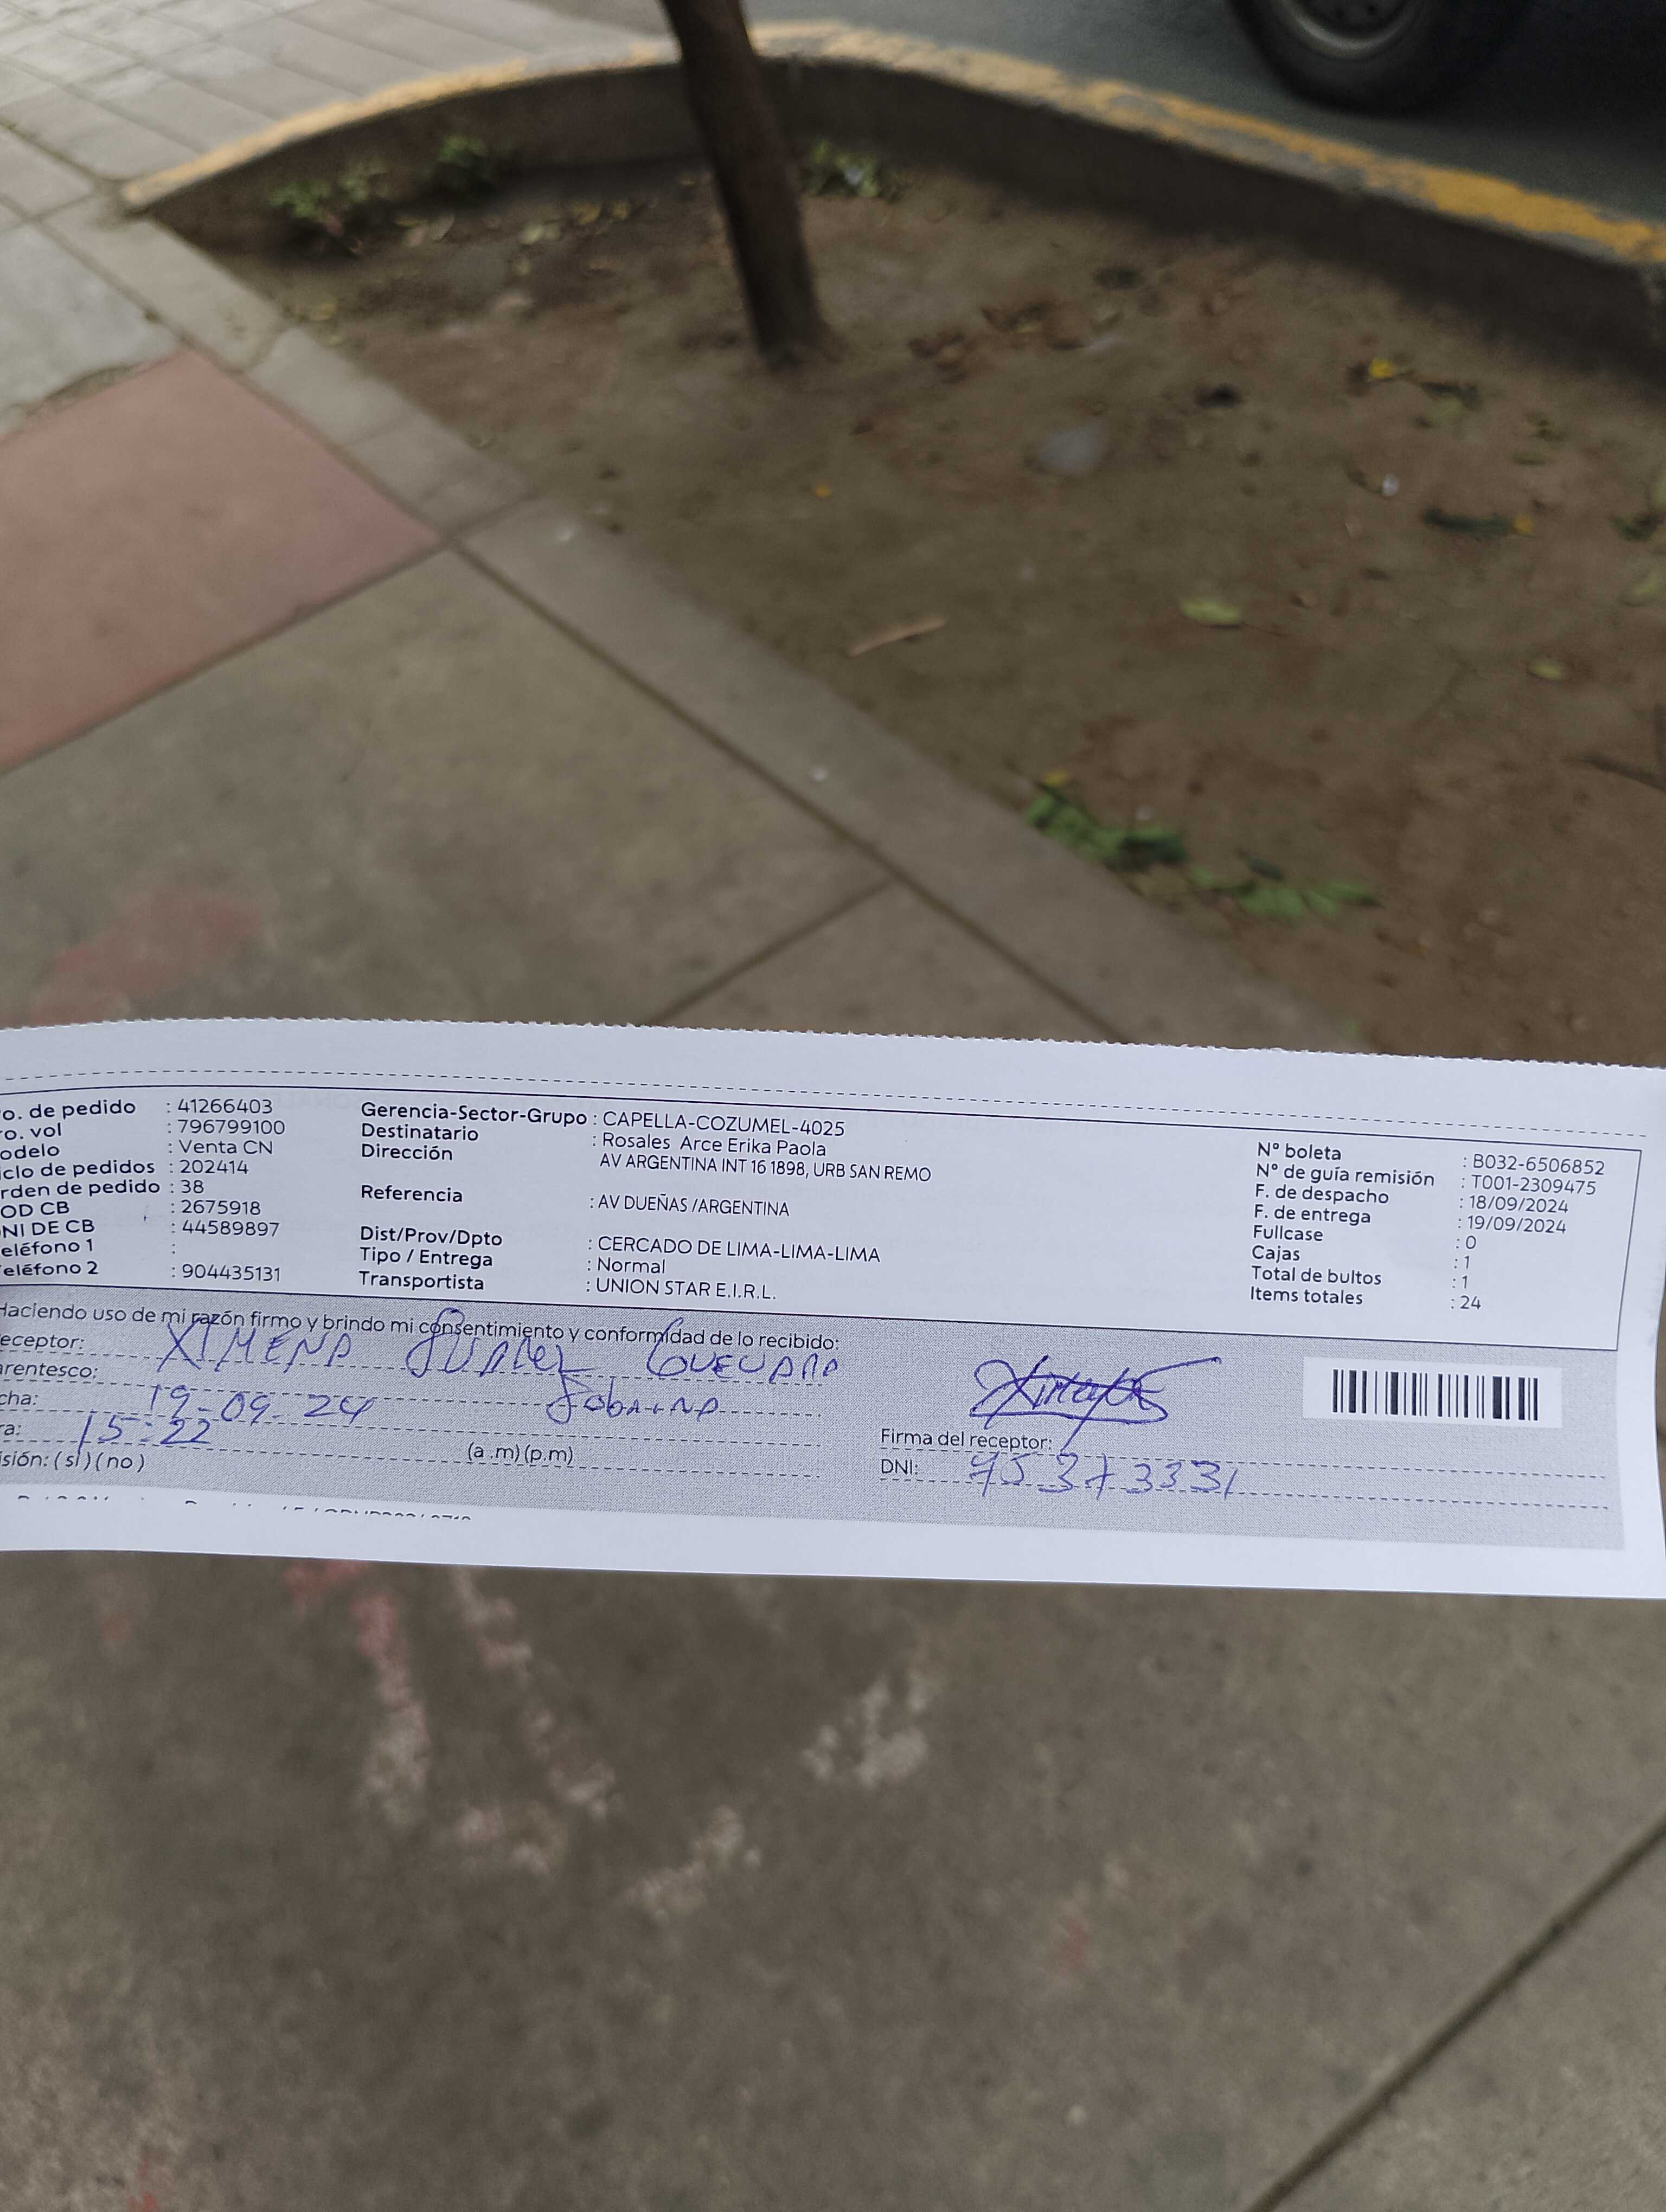 o. de pedido : 41266403
o. vol : 796799100
odelo : Venta CN
iclo de pedidos : 202414
rden de pedido : 38
OD CB : 2675918
NI DE CB : 44589897
eléfono 1 :
eléfono 2 : 904435131
Gerencia-Sector-Grupo : CAPELLA-COZUMEL-4025
Destinatario : Rosales Arce Erika Paola
Dirección AV ARGENTINA INT 16 1898, URB SAN REMO
Referencia : AV DUEÑAS /ARGENTINA
Dist/Prov/Dpto : CERCADO DE LIMA-LIMA-LIMA
Tipo / Entrega : Normal
Transportista : UNION STAR E.I.R.L.
N° boleta : B032-6506852
N° de guía remisión : T001-2309475
F. de despacho : 18/09/2024
F. de entrega : 19/09/2024
Fullcase : 0
Cajas : 1
Total de bultos : 1
Items totales : 24
Haciendo uso de mi razón firmo y brindo mi consentimiento y conformidad de lo recibido:
eceptor: XIMENA
rentesco: Sobrina
cha: 19-09-24
a: 15:22 (a.m)(p.m)
sión: (si)(no)
Firma del receptor:
DNI: